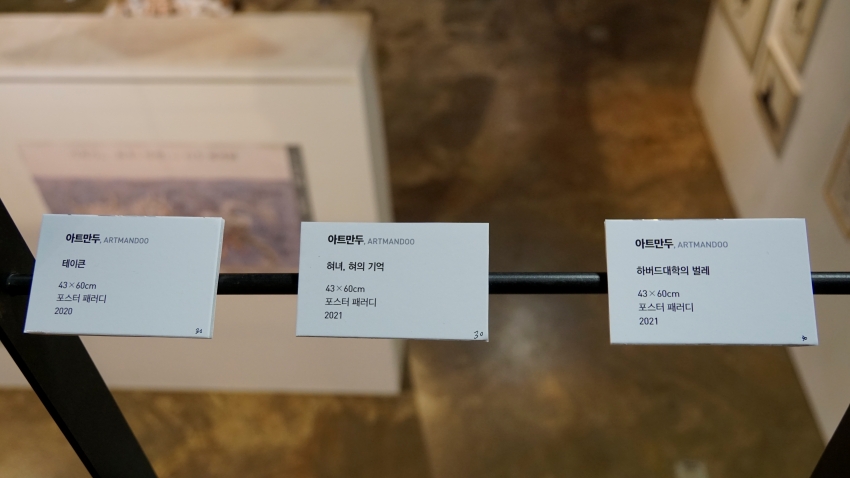 아트만두, ARTMANDOO
테이큰
43×60cm
포스터 패러디
2020
아트만두, ARTMANDOO
혀녀, 혀의 기억
43×60cm
포스터 패러디
2021
30
아트만두, ARTMANDOO
하버드대학의 벌레
43×60cm
포스터 패러디
2021